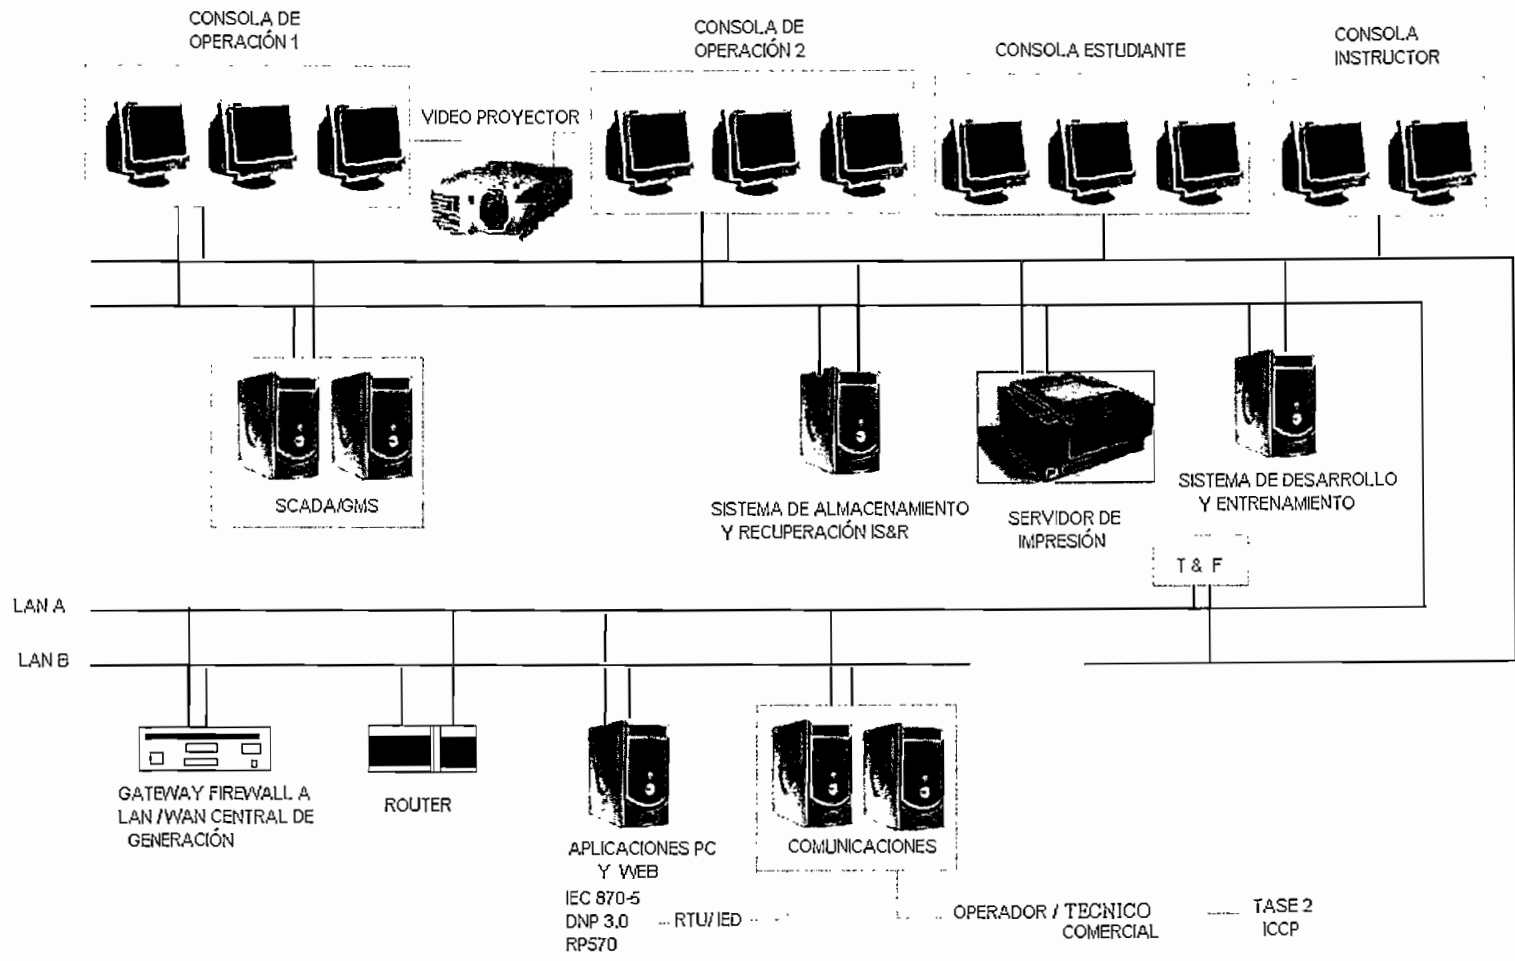 CONSOLA DE
OPERACIÓN 1
CONSOLA DE
OPERACIÓN 2
CONSOLA ESTUDIANTE
CONSOLA
INSTRUCTOR
VIDEO PROYECTOR
SCADA/GMS
SISTEMA DE ALMACENAMIENTO
Y RECUPERACIÓN IS&R
SERVIDOR DE
IMPRESIÓN
SISTEMA DE DESARROLLO
Y ENTRENAMIENTO
T & F
LAN A
LAN B
GATEWAY FIREWALL A
LAN /WAN CENTRAL DE
GENERACIÓN
ROUTER
APLICACIONES PC
Y WEB
COMUNICACIONES
IEC 870-5
DNP 3.0
RP570
RTU/ IED
OPERADOR / TECNICO
COMERCIAL
TASE 2
ICCP